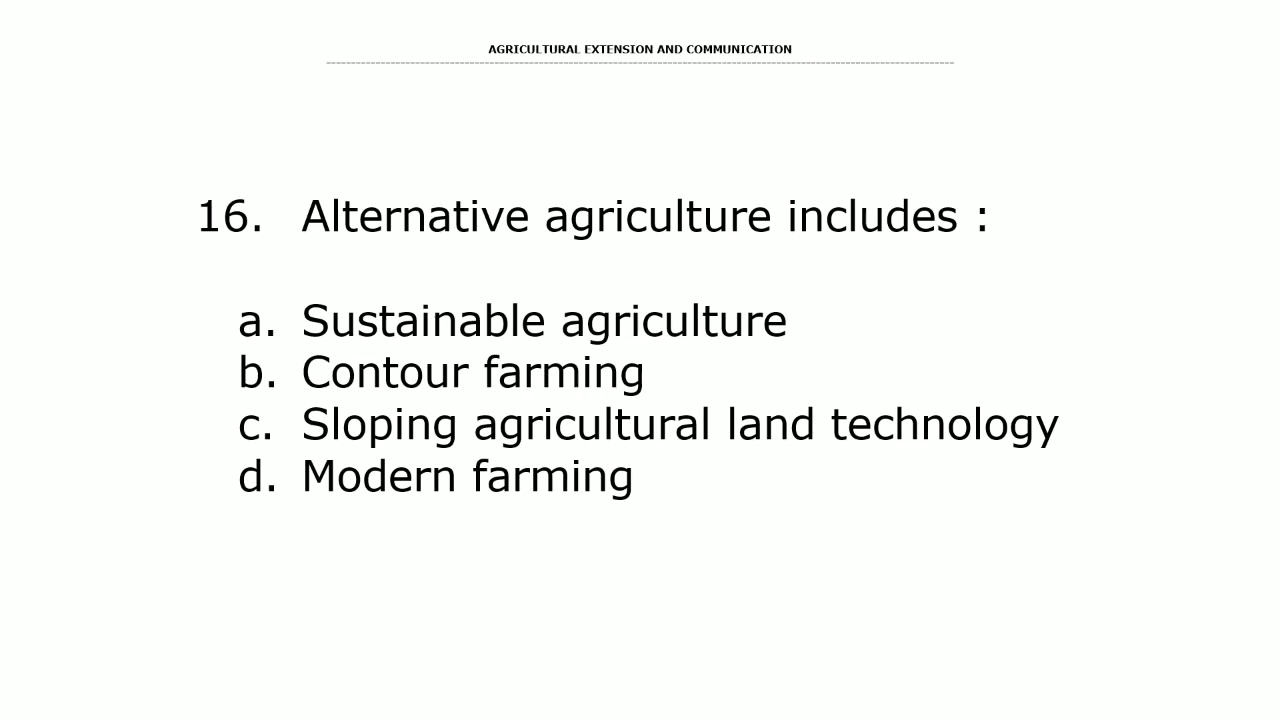 AGRICULTURAL EXTENSION AND COMMUNICATION
16. Alternative agriculture includes :
a. Sustainable agriculture
b. Contour farming
c. Sloping agricultural land technology
d. Modern farming